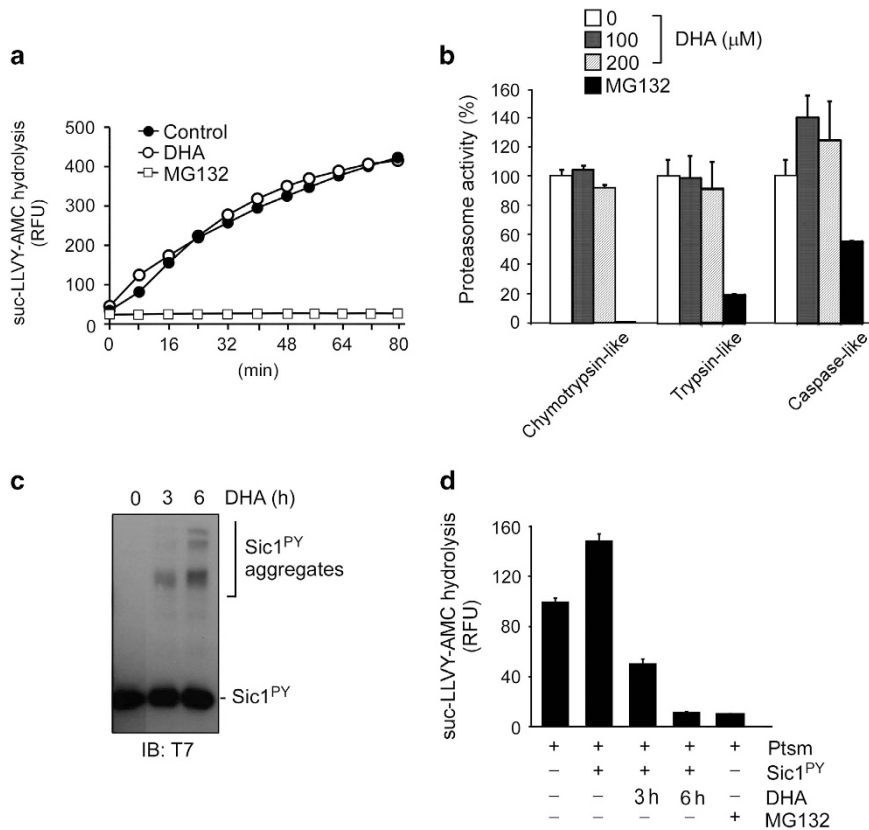 a
suc-LLVY-AMC hydrolysis
(RFU)
500
400
300
200
100
0
Control
DHA
MG132
0 16 32 48 64 80
(min)
b
0
100
200
DHA (µM)
MG132
Proteasome activity (%)
160
140
120
100
80
60
40
20
0
Chymotrypsin-like
Trypsin-like
Caspase-like
c
0 3 6 DHA (h)
Sic1PY
aggregates
- Sic1PY
IB: T7
d
suc-LLVY-AMC hydrolysis
(RFU)
160
120
80
40
0
+ + + + + Ptsm
– + + + – Sic1PY
– – 3 h 6 h – DHA
– – – – + MG132